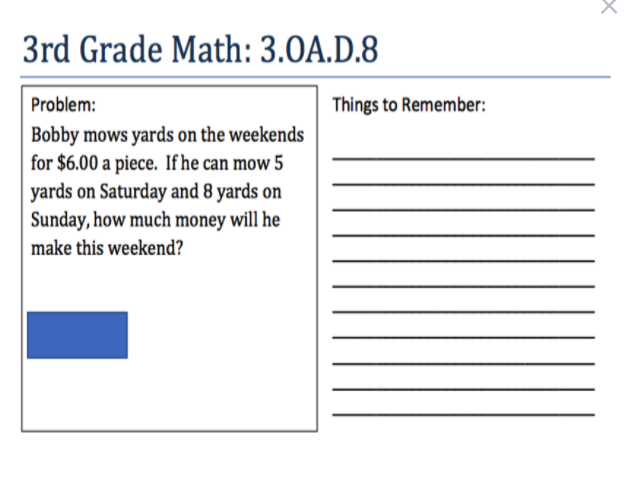 3rd Grade Math: 3.OA.D.8
Problem:
Bobby mows yards on the weekends
for $6.00 a piece. If he can mow 5
yards on Saturday and 8 yards on
Sunday, how much money will he
make this weekend?
Things to Remember: